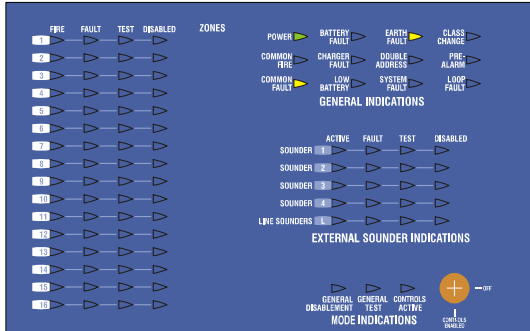 FIRE FAULT TEST DISABLED ZONES
1
2
3
4
5
6
7
8
9
10
11
12
13
14
15
16
POWER BATTERY FAULT EARTH FAULT CLASS CHANGE
COMMON FIRE CHARGER FAULT DOUBLE ADDRESS PRE-ALARM
COMMON FAULT LOW BATTERY SYSTEM FAULT LOOP FAULT
GENERAL INDICATIONS
ACTIVE FAULT TEST DISABLED
SOUNDER 1
SOUNDER 2
SOUNDER 3
SOUNDER 4
LINE SOUNDERS L
EXTERNAL SOUNDER INDICATIONS
GENERAL DISABLEMENT GENERAL TEST CONTROLS ACTIVE
MODE INDICATIONS
OFF
CONTROLS
ENABLED